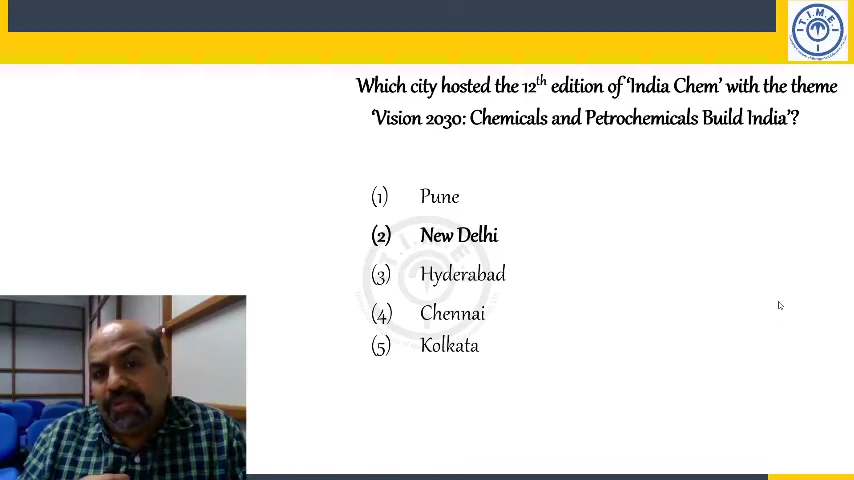 T.I.M.E.
Which city hosted the 12th edition of ‘India Chem’ with the theme
‘Vision 2030: Chemicals and Petrochemicals Build India’?
(1) Pune
(2) New Delhi
(3) Hyderabad
(4) Chennai
(5) Kolkata